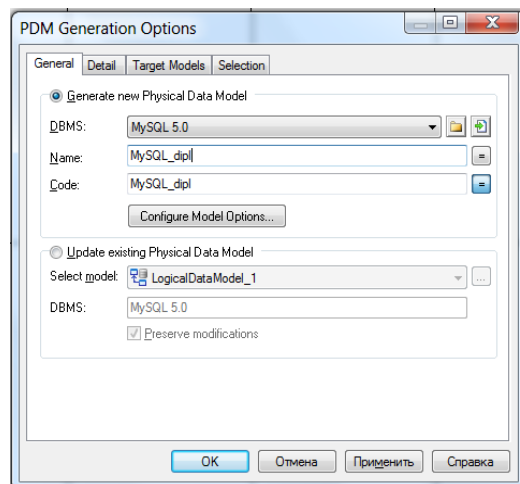 PDM Generation Options
General Detail Target Models Selection
Generate new Physical Data Model
DBMS: MySQL 5.0
Name: MySQL_dipl =
Code: MySQL_dipl =
Configure Model Options...
Update existing Physical Data Model
Select model: LogicalDataModel_1 ...
DBMS: MySQL 5.0
Preserve modifications
OK Отмена Применить Справка